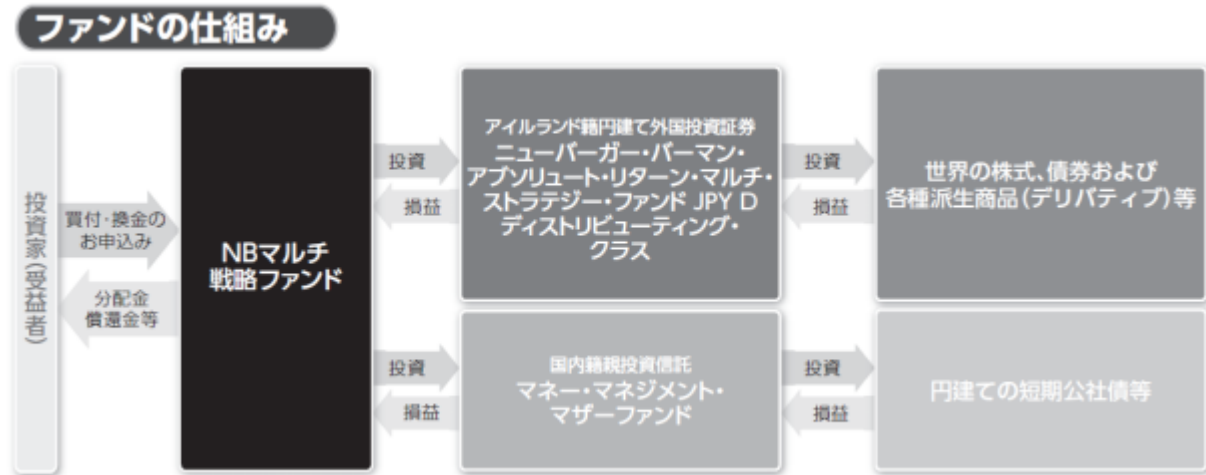 ファンドの仕組み
投資家(受益者)
買付・換金の
お申込み
分配金
償還金等
NBマルチ
戦略ファンド
投資
損益
アイルランド籍円建て外国投資証券
ニューバーガー・バーマン・
アブソリュート・リターン・マルチ・
ストラテジー・ファンド JPY D
ディストリビューティング・
クラス
投資
損益
世界の株式、債券および
各種派生商品(デリバティブ)等
投資
損益
国内籍親投資信託
マネー・マネジメント・
マザーファンド
投資
損益
円建ての短期公社債等